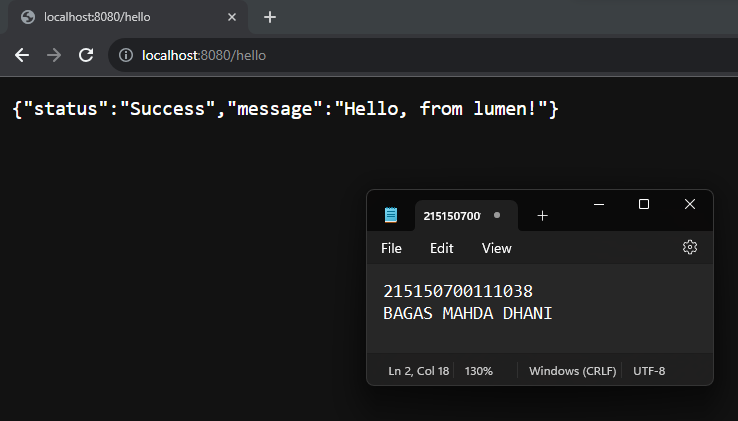 localhost:8080/hello
localhost:8080/hello
{"status":"Success","message":"Hello, from lumen!"}
215150700
File Edit View
215150700111038
BAGAS MAHDA DHANI
Ln 2, Col 18 130% Windows (CRLF) UTF-8